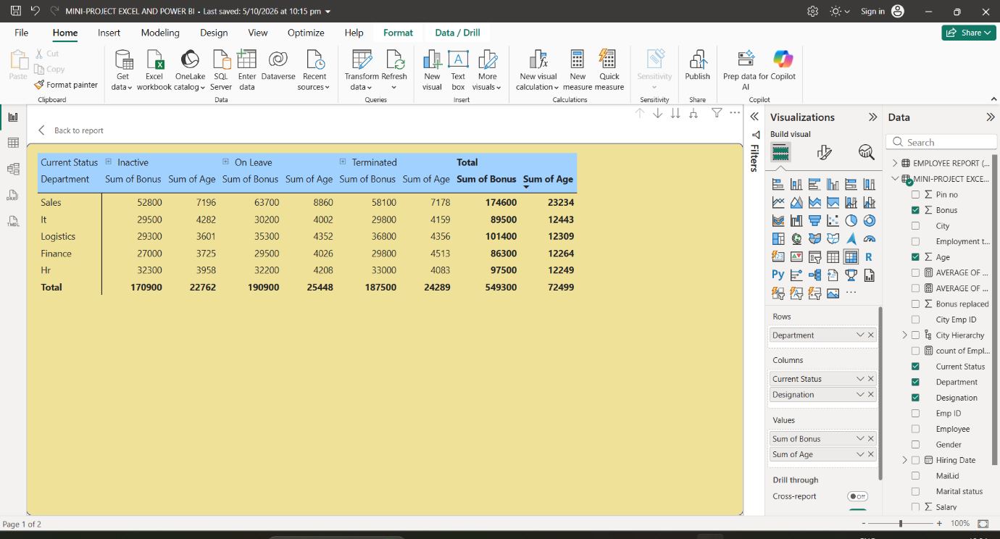 MINI-PROJECT EXCEL AND POWER BI • Last saved: 5/10/2026 at 10:15 pm
Sign in
File Home Insert Modeling Design View Optimize Help Format Data / Drill
Share
Paste
Cut
Copy
Format painter
Clipboard
Get data
Excel workbook
OneLake catalog
SQL Server
Enter data
Dataverse
Recent sources
Data
Transform data
Refresh
Queries
New visual
Text box
More visuals
Insert
New visual calculation
New measure
Quick measure
Calculations
Sensitivity
Sensitivity
Publish
Share
Prep data for AI
Copilot
Copilot
Back to report
Current Status Inactive On Leave Terminated Total
Department Sum of Bonus Sum of Age Sum of Bonus Sum of Age Sum of Bonus Sum of Age Sum of Bonus Sum of Age
Sales 52800 7196 63700 8860 58100 7178 174600 23234
It 29500 4282 30200 4002 29800 4159 89500 12443
Logistics 29300 3601 35300 4352 36800 4356 101400 12309
Finance 27000 3725 29500 4026 29800 4513 86300 12264
Hr 32300 3958 32200 4208 33000 4083 97500 12249
Total 170900 22762 190900 25448 187500 24289 549300 72499
Filters
Visualizations
Build visual
123
R
Py
Rows
Department
Columns
Current Status
Designation
Values
Sum of Bonus
Sum of Age
Drill through
Cross-report
Off
Data
Search
EMPLOYEE REPORT (...
MINI-PROJECT EXCE...
Pin no
Bonus
City
Employment t...
Age
AVERAGE OF ...
AVERAGE OF ...
Bonus replaced
City Emp ID
City Hierarchy
count of Empl...
Current Status
Department
Designation
Emp ID
Employee
Gender
Hiring Date
Mail.id
Marital status
Salary
DAX
TMDL
Page 1 of 2
- + 100%